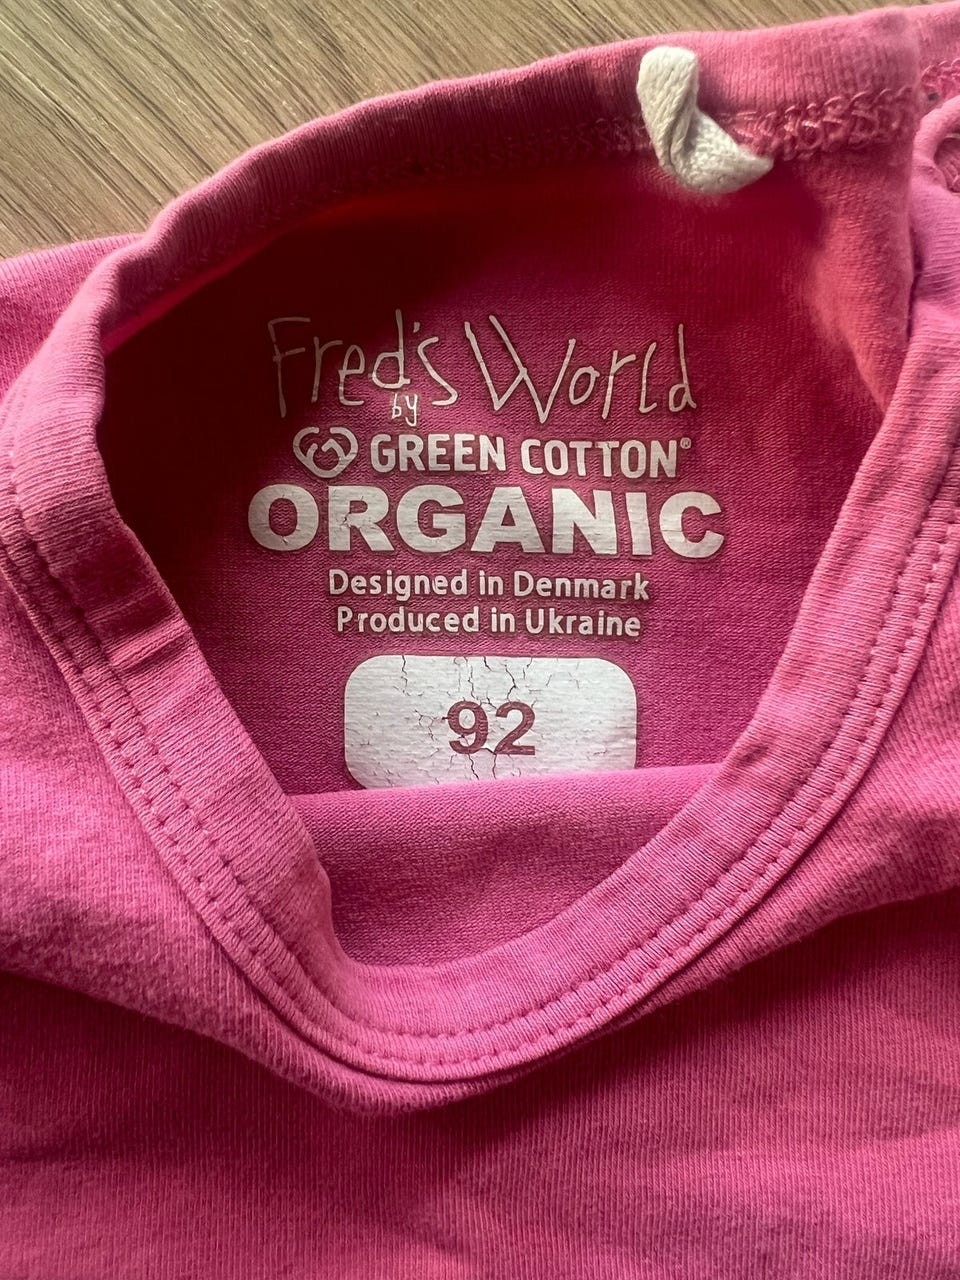 Fred's World
by
GREEN COTTON®
ORGANIC
Designed in Denmark
Produced in Ukraine
92